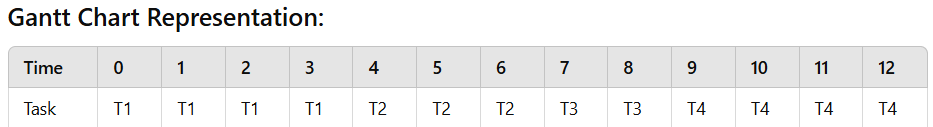 Gantt Chart Representation:
Time 0 1 2 3 4 5 6 7 8 9 10 11 12
Task T1 T1 T1 T1 T2 T2 T2 T3 T3 T4 T4 T4 T4